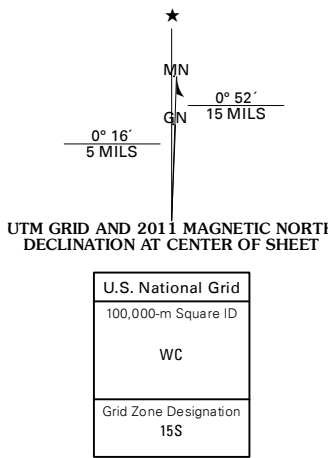 ★
MN
0° 52´
15 MILS
GN
0° 16´
5 MILS
UTM GRID AND 2011 MAGNETIC NORTH
DECLINATION AT CENTER OF SHEET
U.S. National Grid
100,000-m Square ID
WC
Grid Zone Designation
15S